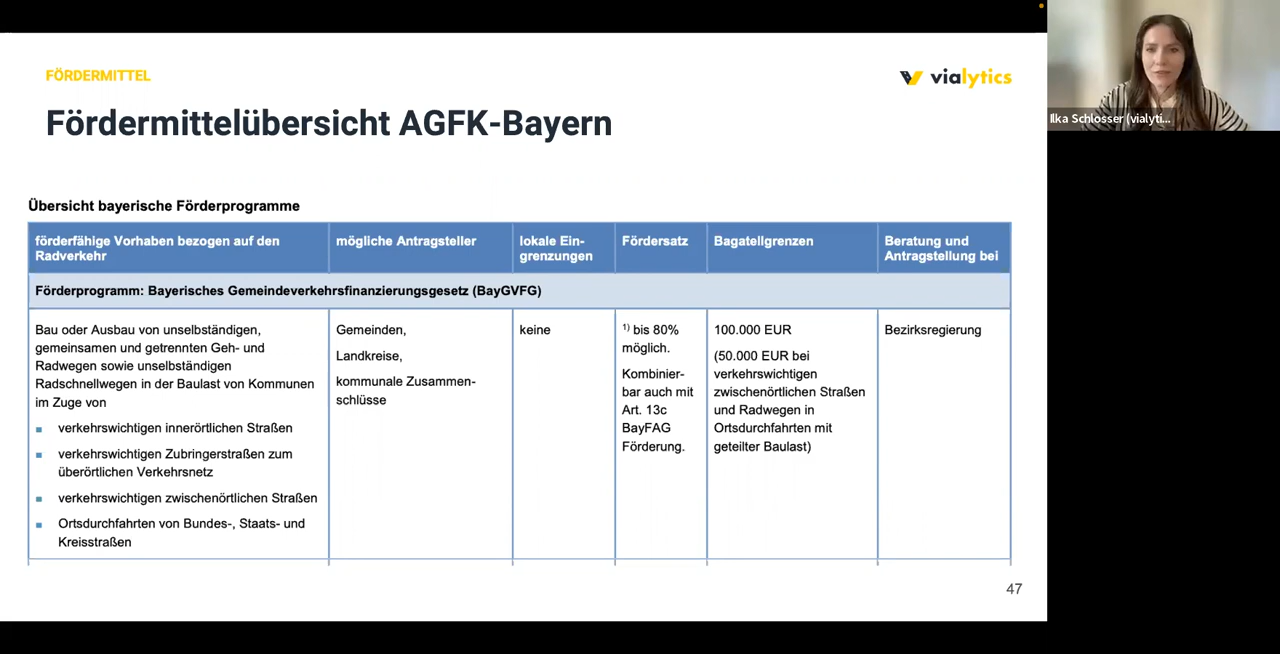 FÖRDERMITTEL
vialytics
Fördermittelübersicht AGFK-Bayern
Ilka Schlosser (vialyti...
Übersicht bayerische Förderprogramme
förderfähige Vorhaben bezogen auf den
Radverkehr
mögliche Antragsteller
lokale Ein-
grenzungen
Fördersatz
Bagatellgrenzen
Beratung und
Antragstellung bei
Förderprogramm: Bayerisches Gemeindeverkehrsfinanzierungsgesetz (BayGVFG)
Bau oder Ausbau von unselbständigen,
gemeinsamen und getrennten Geh- und
Radwegen sowie unselbständigen
Radschnellwegen in der Baulast von Kommunen
im Zuge von
verkehrswichtigen innerörtlichen Straßen
verkehrswichtigen Zubringerstraßen zum
überörtlichen Verkehrsnetz
verkehrswichtigen zwischenörtlichen Straßen
Ortsdurchfahrten von Bundes-, Staats- und
Kreisstraßen
Gemeinden,
Landkreise,
kommunale Zusammen-
schlüsse
keine
1) bis 80%
möglich.
Kombinier-
bar auch mit
Art. 13c
BayFAG
Förderung.
100.000 EUR
(50.000 EUR bei
verkehrswichtigen
zwischenörtlichen Straßen
und Radwegen in
Ortsdurchfahrten mit
geteilter Baulast)
Bezirksregierung
47